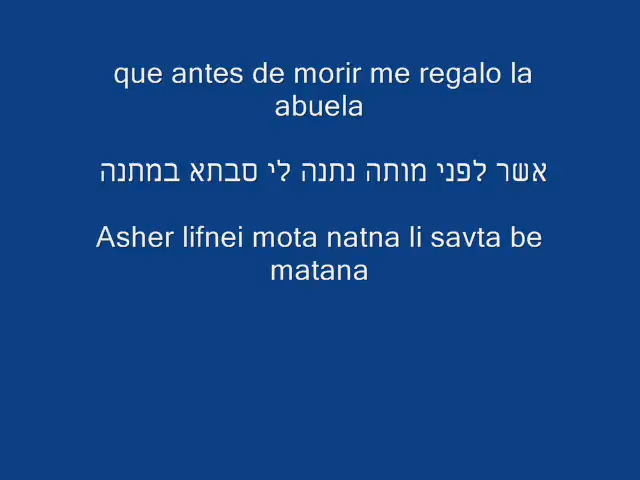 que antes de morir me regalo la
abuela
אשר לפני מותה נתנה לי סבתא במתנה
Asher lifnei mota natna li savta be
matana